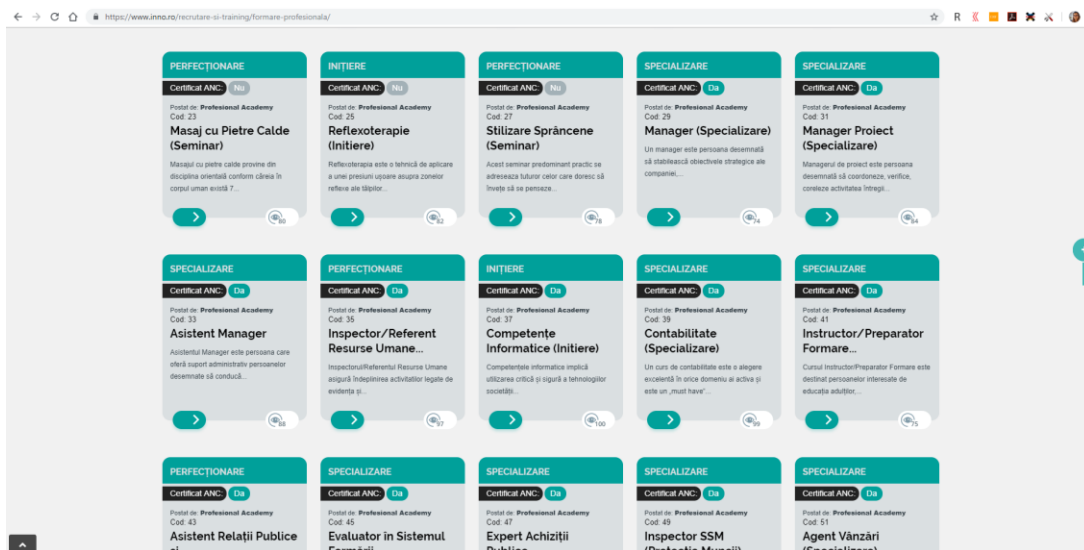 https://www.inno.ro/recrutare-si-training/formare-profesionala/
R
PERFECȚIONARE
Certificat ANC: Nu
Postat de: Profesional Academy
Cod: 23
Masaj cu Pietre Calde
(Seminar)
Masajul cu pietre calde provine din
disciplina orientală conform căreia în
corpul uman există 7...
80
INIȚIERE
Certificat ANC: Nu
Postat de: Profesional Academy
Cod: 25
Reflexoterapie
(Initiere)
Reflexoterapia este o tehnică de aplicare
a unei presiuni ușoare asupra zonelor
reflexe ale tălpilor...
82
PERFECȚIONARE
Certificat ANC: Nu
Postat de: Profesional Academy
Cod: 27
Stilizare Sprâncene
(Seminar)
Acest seminar predominant practic se
adreseaza tuturor celor care doresc să
învețe să se penseze...
78
SPECIALIZARE
Certificat ANC: Da
Postat de: Profesional Academy
Cod: 29
Manager (Specializare)
Un manager este persoana desemnată
să stabilească obiectivele strategice ale
companiei,...
74
SPECIALIZARE
Certificat ANC: Da
Postat de: Profesional Academy
Cod: 31
Manager Proiect
(Specializare)
Managerul de proiect este persoana
desemnată să coordoneze, verifice,
coreleze activitatea întregii...
84
SPECIALIZARE
Certificat ANC: Da
Postat de: Profesional Academy
Cod: 33
Asistent Manager
Asistentul Manager este persoana care
oferă suport administrativ persoanelor
desemnate să conducă...
88
PERFECȚIONARE
Certificat ANC: Da
Postat de: Profesional Academy
Cod: 35
Inspector/Referent
Resurse Umane...
Inspectorul/Referentul Resurse Umane
asigură îndeplinirea activitatilor legate de
evidența și...
97
INIȚIERE
Certificat ANC: Da
Postat de: Profesional Academy
Cod: 37
Competențe
Informatice (Initiere)
Competențele informatice implică
utilizarea critică și sigură a tehnologiilor
societății...
100
SPECIALIZARE
Certificat ANC: Da
Postat de: Profesional Academy
Cod: 39
Contabilitate
(Specializare)
Un curs de contabilitate este o alegere
excelentă în orice domeniu ai activa și
este un „must have”...
99
SPECIALIZARE
Certificat ANC: Da
Postat de: Profesional Academy
Cod: 41
Instructor/Preparator
Formare...
Cursul Instructor/Preparator Formare este
destinat persoanelor interesate de
educația adulților,...
75
PERFECȚIONARE
Certificat ANC: Da
Postat de: Profesional Academy
Cod: 43
Asistent Relații Publice
și
SPECIALIZARE
Certificat ANC: Da
Postat de: Profesional Academy
Cod: 45
Evaluator în Sistemul
Formării
SPECIALIZARE
Certificat ANC: Da
Postat de: Profesional Academy
Cod: 47
Expert Achiziții
Publice
SPECIALIZARE
Certificat ANC: Da
Postat de: Profesional Academy
Cod: 49
Inspector SSM
(Protecția Muncii)
SPECIALIZARE
Certificat ANC: Da
Postat de: Profesional Academy
Cod: 51
Agent Vânzări
(Specializare)